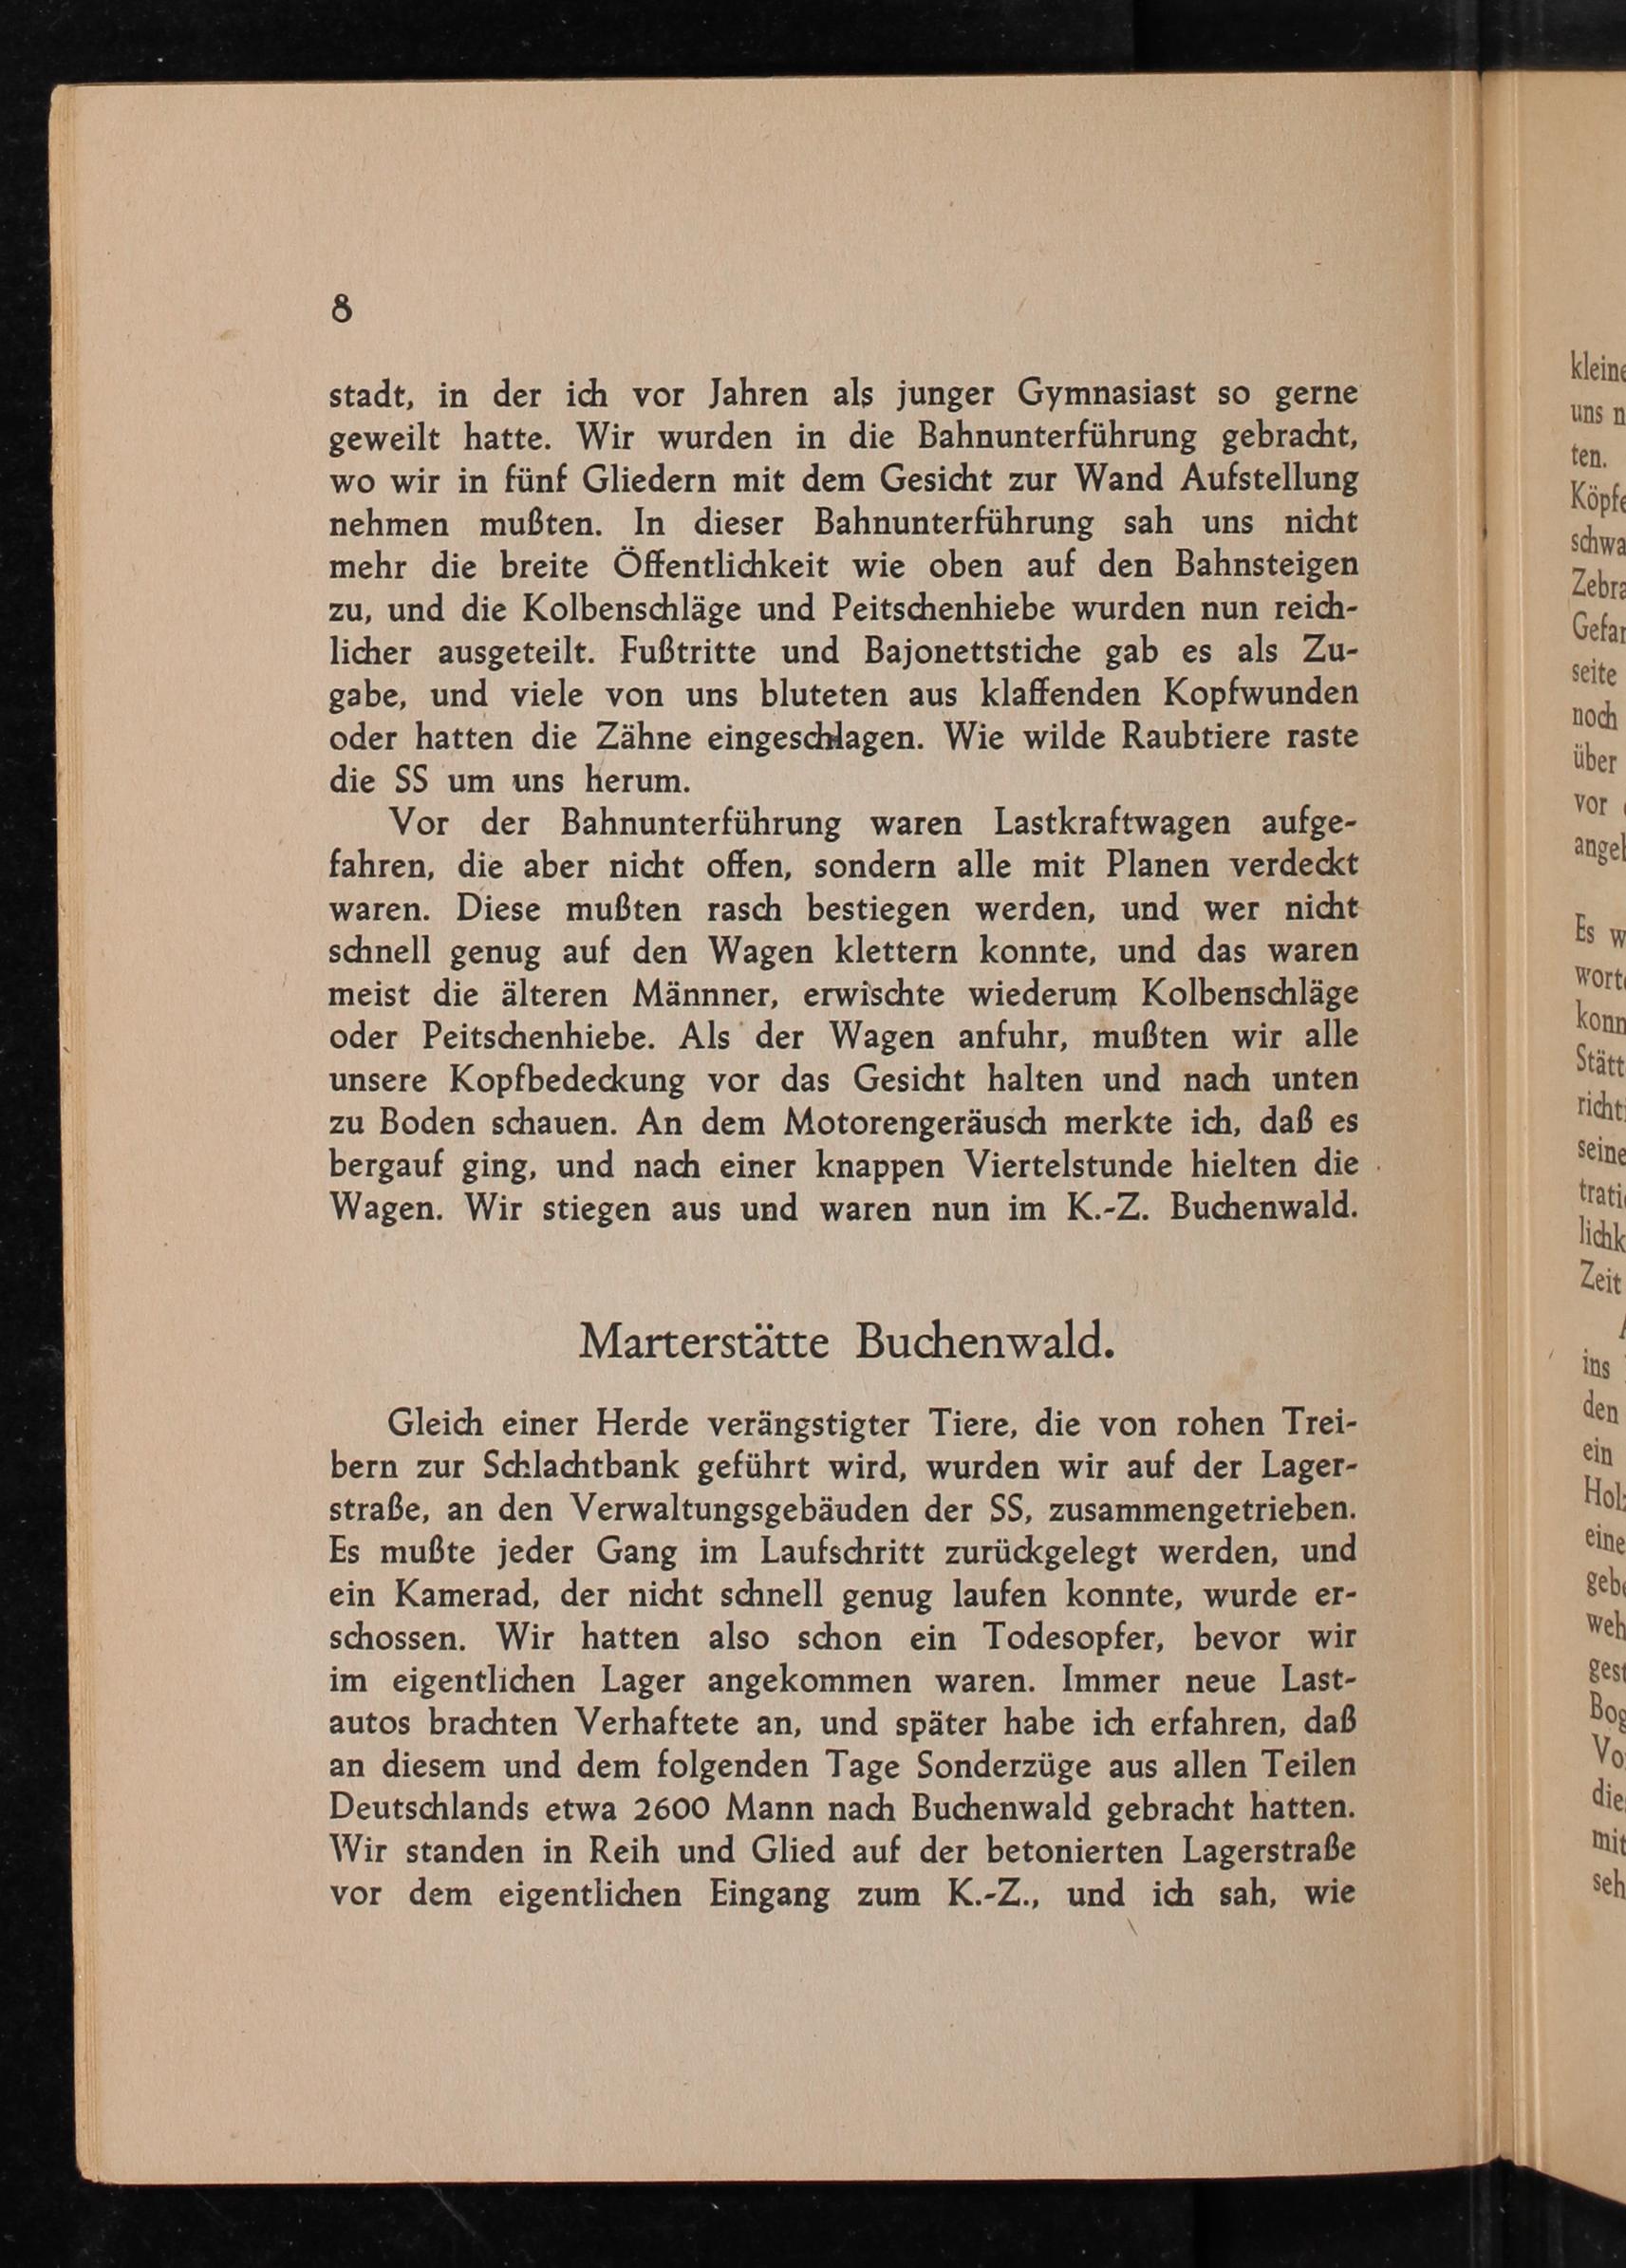 8
stadt, in der ich vor Jahren als junger Gymnasiast so gerne
geweilt hatte. Wir wurden in die Bahnunterführung gebracht,
wo wir in fünf Gliedern mit dem Gesicht zur Wand Aufstellung
nehmen mußten. In dieser Bahnunterführung sah uns nicht
mehr die breite Öffentlichkeit wie oben auf den Bahnsteigen
zu, und die Kolbenschläge und Peitschenhiebe wurden nun reich-
licher ausgeteilt. Fußtritte und Bajonettstiche gab es als Zu-
gabe, und viele von uns bluteten aus klaffenden Kopfwunden
oder hatten die Zähne eingeschlagen. Wie wilde Raubtiere raste
die SS um uns herum.
Vor der Bahnunterführung waren Lastkraftwagen aufge-
fahren, die aber nicht offen, sondern alle mit Planen verdeckt
waren. Diese mußten rasch bestiegen werden, und wer nicht
schnell genug auf den Wagen klettern konnte, und das waren
meist die älteren Männner, erwischte wiederum Kolbenschläge
oder Peitschenhiebe. Als der Wagen anfuhr, mußten wir alle
unsere Kopfbedeckung vor das Gesicht halten und nach unten
zu Boden schauen. An dem Motorengeräusch merkte ich, daß es
bergauf ging, und nach einer knappen Viertelstunde hielten die
Wagen. Wir stiegen aus und waren nun im K.-Z. Buchenwald.
Marterstätte Buchenwald.
Gleich einer Herde verängstigter Tiere, die von rohen Trei-
bern zur Schlachtbank geführt wird, wurden wir auf der Lager-
straße, an den Verwaltungsgebäuden der SS, zusammengetrieben.
Es mußte jeder Gang im Laufschritt zurückgelegt werden, und
ein Kamerad, der nicht schnell genug laufen konnte, wurde er-
schossen. Wir hatten also schon ein Todesopfer, bevor wir
im eigentlichen Lager angekommen waren. Immer neue Last-
autos brachten Verhaftete an, und später habe ich erfahren, daß
an diesem und dem folgenden Tage Sonderzüge aus allen Teilen
Deutschlands etwa 2600 Mann nach Buchenwald gebracht hatten.
Wir standen in Reih und Glied auf der betonierten Lagerstraße
vor dem eigentlichen Eingang zum K.-Z., und ich sah, wie
uns
ten.
seite
noch
über
vor
Es
Zeit
ins
den
ein